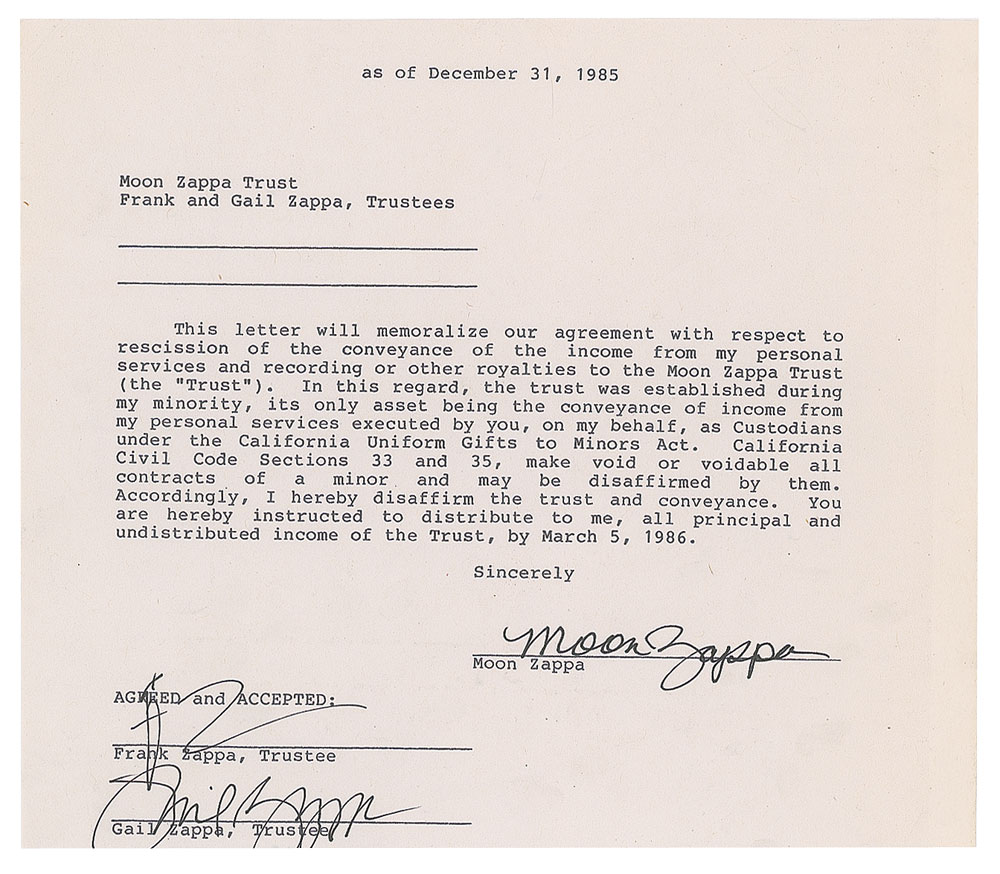 as of December 31, 1985
Moon Zappa Trust
Frank and Gail Zappa, Trustees
This letter will memoralize our agreement with respect to
rescission of the conveyance of the income from my personal
services and recording or other royalties to the Moon Zappa Trust
(the "Trust"). In this regard, the trust was established during
my minority, its only asset being the conveyance of income from
my personal services executed by you, on my behalf, as Custodians
under the California Uniform Gifts to Minors Act. California
Civil Code Sections 33 and 35, make void or voidable all
contracts of a minor and may be disaffirmed by them.
Accordingly, I hereby disaffirm the trust and conveyance. You
are hereby instructed to distribute to me, all principal and
undistributed income of the Trust, by March 5, 1986.
Sincerely
Moon Zappa
Moon Zappa
AGREED and ACCEPTED:
FZ
Frank Zappa, Trustee
Gail Zappa
Gail Zappa, Trustee